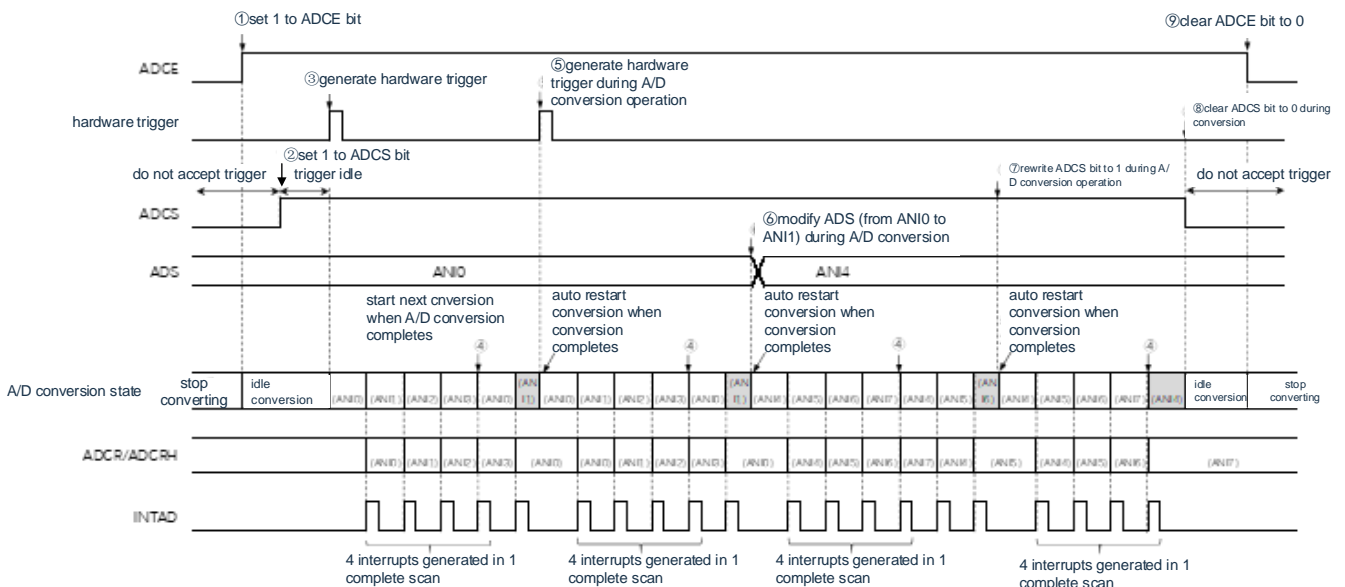 ①set 1 to ADCE bit
⑨clear ADCE bit to 0
ADCE
③generate hardware trigger
⑤generate hardware
trigger during A/D
conversion operation
hardware trigger
⑧clear ADCS bit to 0 during
conversion
②set 1 to ADCS bit
do not accept trigger
trigger idle
⑦rewrite ADCS bit to 1 during A/
D conversion operation
do not accept trigger
ADCS
⑥modify ADS (from ANI0 to
ANI1) during A/D conversion
ADS
ANI0
ANI4
start next cnversion
when A/D conversion
completes
auto restart
conversion when
conversion
completes
auto restart
conversion when
conversion
completes
auto restart
conversion when
conversion
completes
④ ④ ④ ④
A/D conversion state
stop
converting
idle
conversion
(ANI0) (ANI1) (ANI2) (ANI3) (ANI0) (ANI1) (ANI0) (ANI1) (ANI2) (ANI3) (ANI0) (ANI1) (ANI4) (ANI5) (ANI6) (ANI7) (ANI4) (ANI5) (ANI6) (ANI4) (ANI5) (ANI6) (ANI7) (ANI4)
idle
conversion
stop
converting
ADCR/ADCRH
(ANI0) (ANI1) (ANI2) (ANI3) (ANI0) (ANI0) (ANI1) (ANI2) (ANI3) (ANI0) (ANI4) (ANI5) (ANI6) (ANI7) (ANI4) (ANI5) (ANI4) (ANI5) (ANI6) (ANI7)
INTAD
4 interrupts generated in 1
complete scan
4 interrupts generated in 1
complete scan
4 interrupts generated in 1
complete scan
4 interrupts generated in 1
complete scan